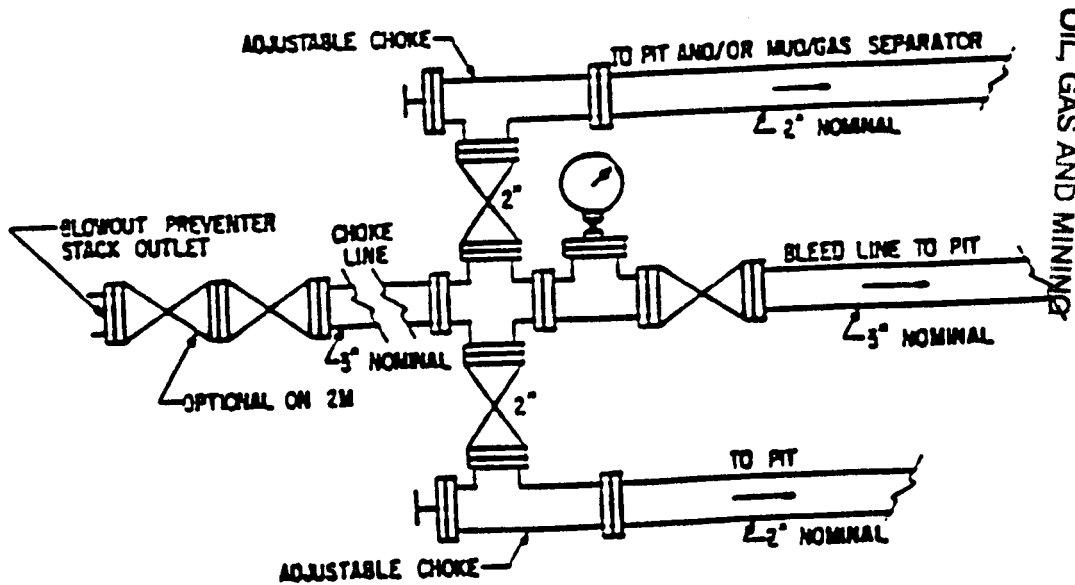 ADJUSTABLE CHOKE
TO PIT AND/OR MUD/GAS SEPARATOR
2" NOMINAL
2"
BLOWOUT PREVENTER
STACK OUTLET
CHOKE
LINE
BLEED LINE TO PIT
3" NOMINAL
3" NOMINAL
OPTIONAL ON 2M
2"
TO PIT
2" NOMINAL
ADJUSTABLE CHOKE
OIL, GAS AND MINING